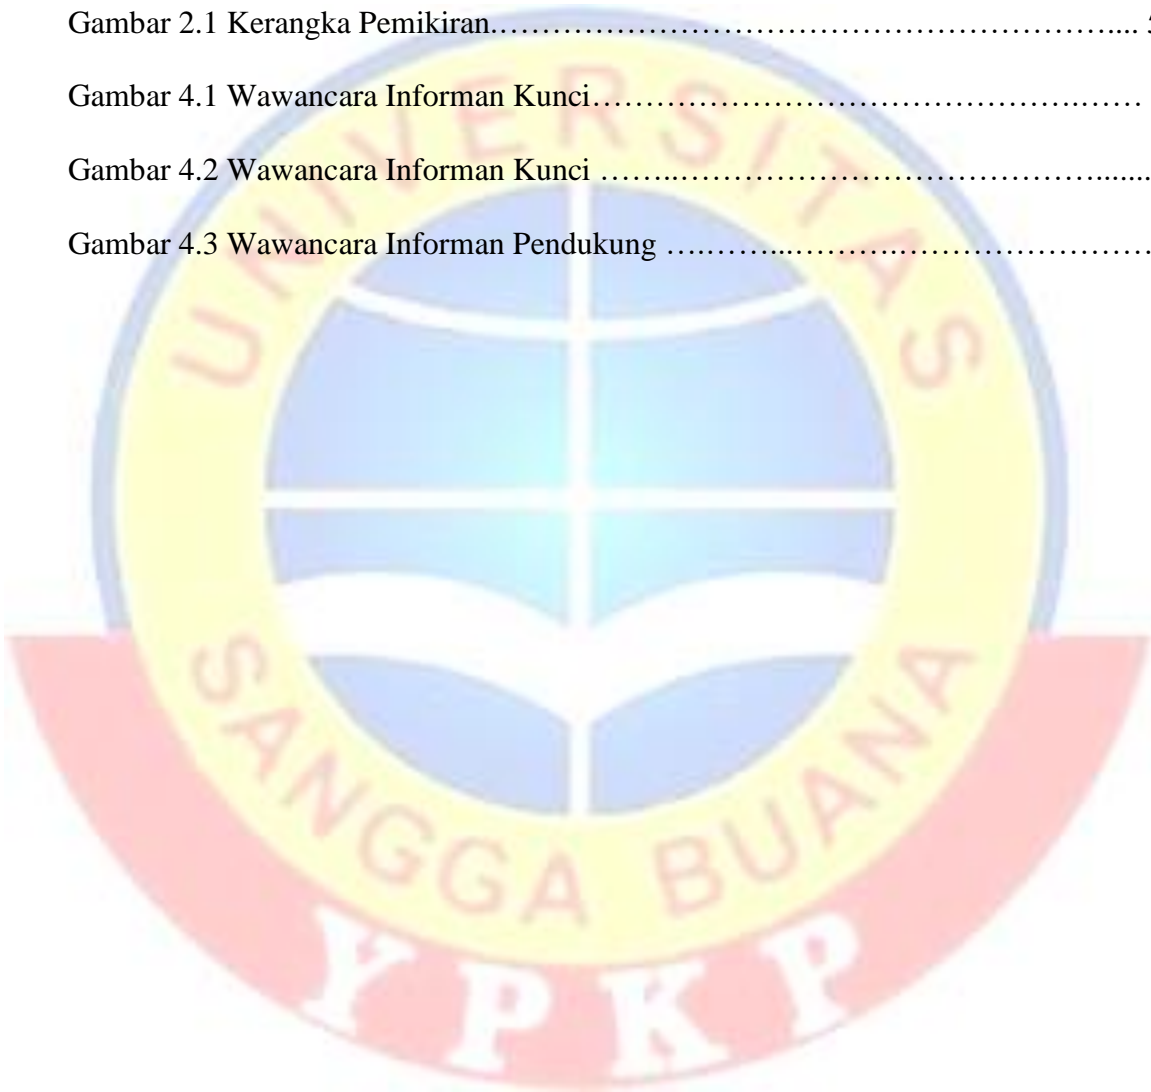 Gambar 2.1 Kerangka Pemikiran.…………………………………………………….... 5
Gambar 4.1 Wawancara Informan Kunci……………………………………….……
Gambar 4.2 Wawancara Informan Kunci ……..…………………………………….......
Gambar 4.3 Wawancara Informan Pendukung ………....……………………………
UNIVERSITAS
SANGGA BUANA
YPKP